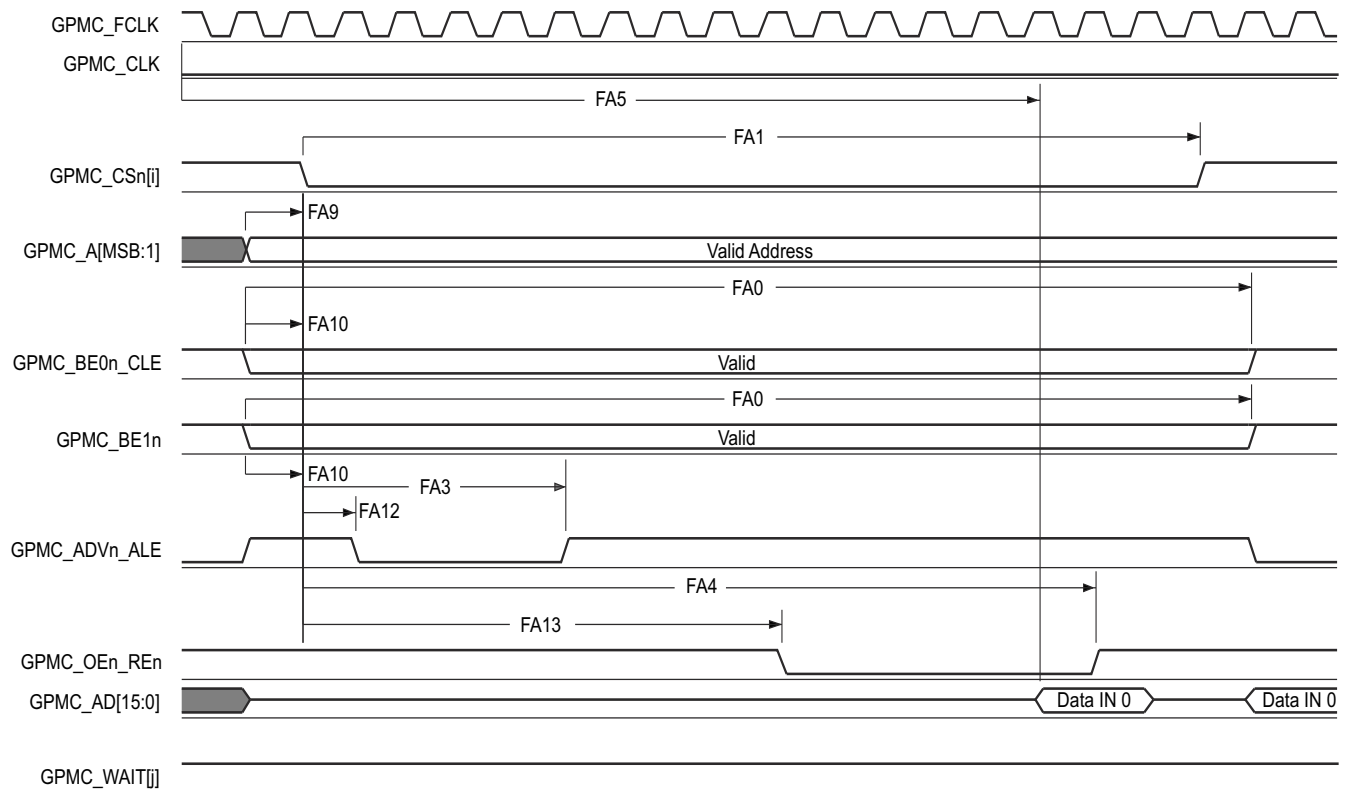 GPMC_FCLK
GPMC_CLK
FA5
FA1
GPMC_CSn[i]
FA9
GPMC_A[MSB:1]
Valid Address
FA0
FA10
GPMC_BE0n_CLE
Valid
FA0
GPMC_BE1n
Valid
FA10
FA3
FA12
GPMC_ADVn_ALE
FA4
FA13
GPMC_OEn_REn
GPMC_AD[15:0]
Data IN 0
Data IN 0
GPMC_WAIT[j]